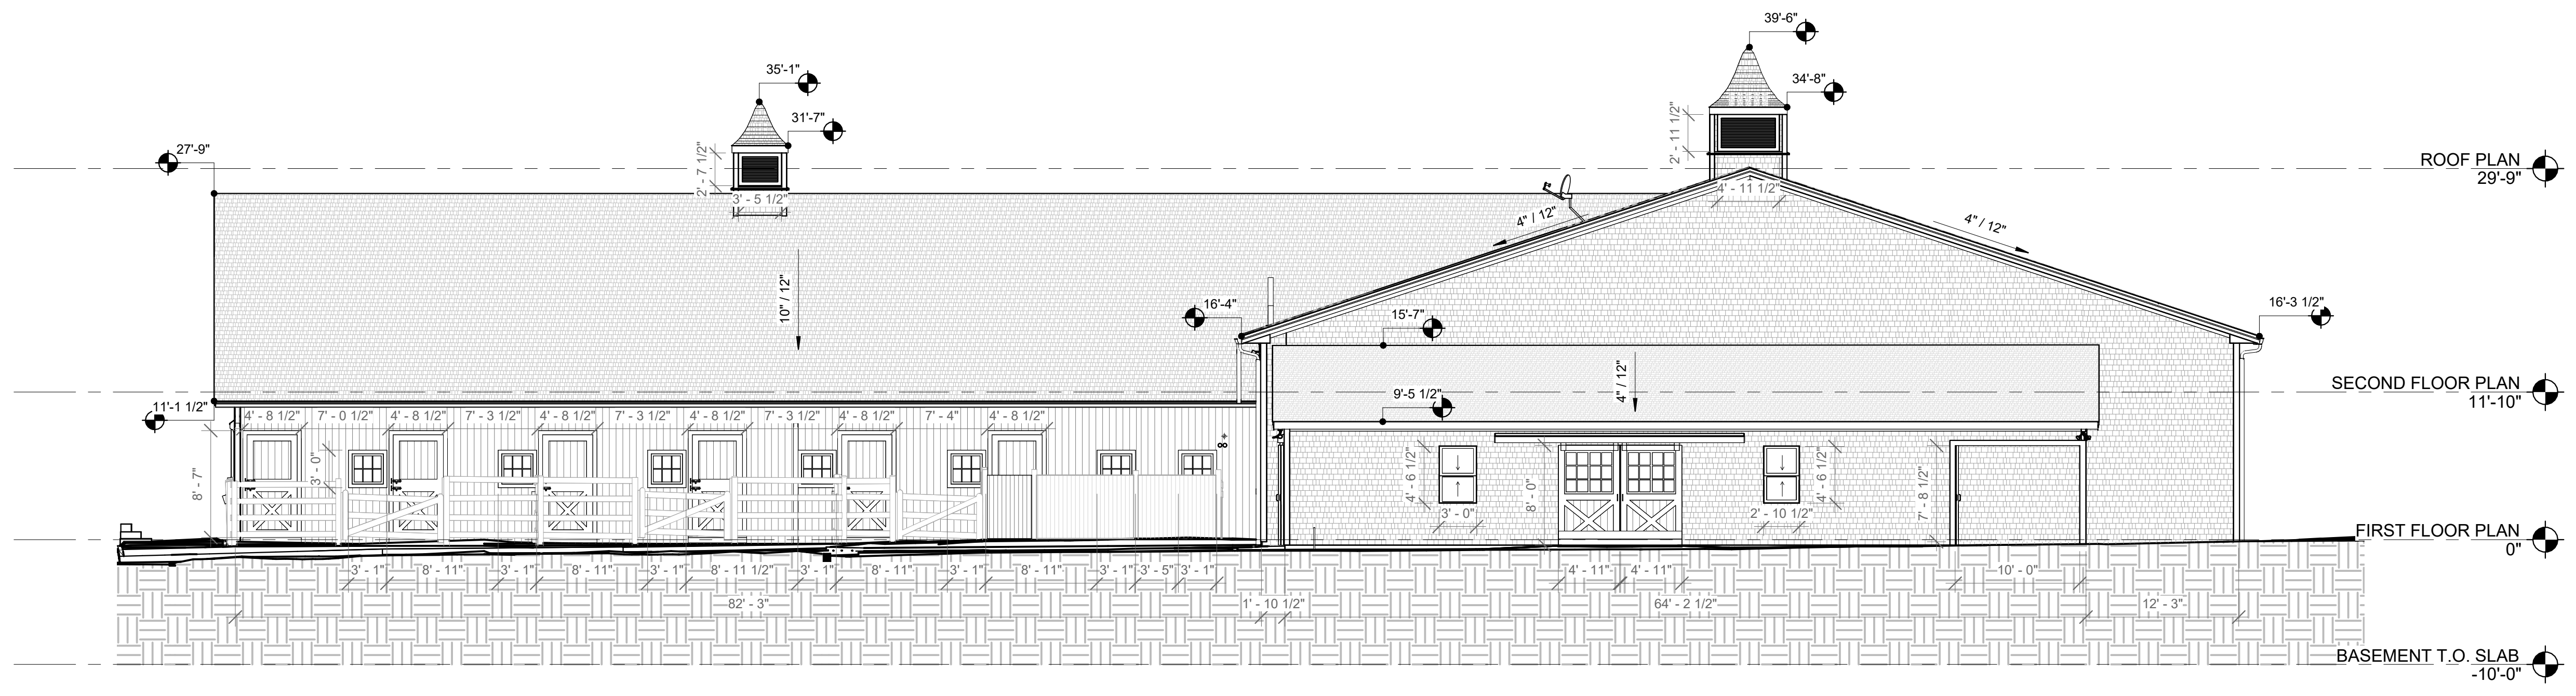 39'-6"
35'-1"
34'-8"
31'-7"
2' - 11 1/2"
27'-9"
2' - 7 1/2"
ROOF PLAN
29'-9"
3' - 5 1/2"
4' - 11 1/2"
4" / 12"
4" / 12"
10" / 12"
16'-4"
15'-7"
16'-3 1/2"
4" / 12"
SECOND FLOOR PLAN
11'-10"
9'-5 1/2"
11'-1 1/2"
4' - 8 1/2"
7' - 0 1/2"
4' - 8 1/2"
7' - 3 1/2"
4' - 8 1/2"
7' - 3 1/2"
4' - 8 1/2"
7' - 3 1/2"
4' - 8 1/2"
7' - 4"
4' - 8 1/2"
8' - 7"
3' - 0"
4' - 6 1/2"
8' - 0"
4' - 6 1/2"
7' - 8 1/2"
3' - 0"
2' - 10 1/2"
FIRST FLOOR PLAN
0"
3' - 1"
8' - 11"
3' - 1"
8' - 11"
3' - 1"
8' - 11 1/2"
3' - 1"
8' - 11"
3' - 1"
8' - 11"
3' - 1"
3' - 5"
3' - 1"
4' - 11"
4' - 11"
10' - 0"
82' - 3"
1' - 10 1/2"
64' - 2 1/2"
12' - 3"
BASEMENT T.O. SLAB
-10'-0"